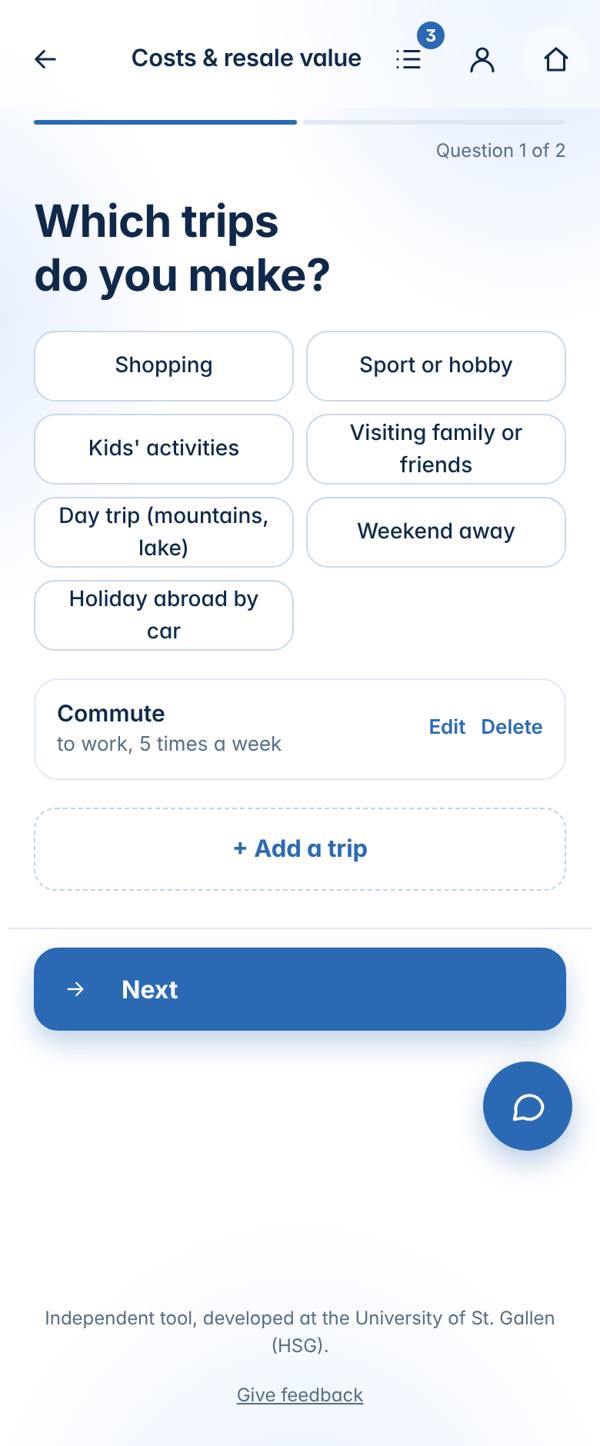 Costs & resale value
3
Question 1 of 2
Which trips
do you make?
Shopping
Sport or hobby
Kids' activities
Visiting family or
friends
Day trip (mountains,
lake)
Weekend away
Holiday abroad by
car
Commute
to work, 5 times a week
Edit
Delete
+ Add a trip
Next
Independent tool, developed at the University of St. Gallen
(HSG).
Give feedback